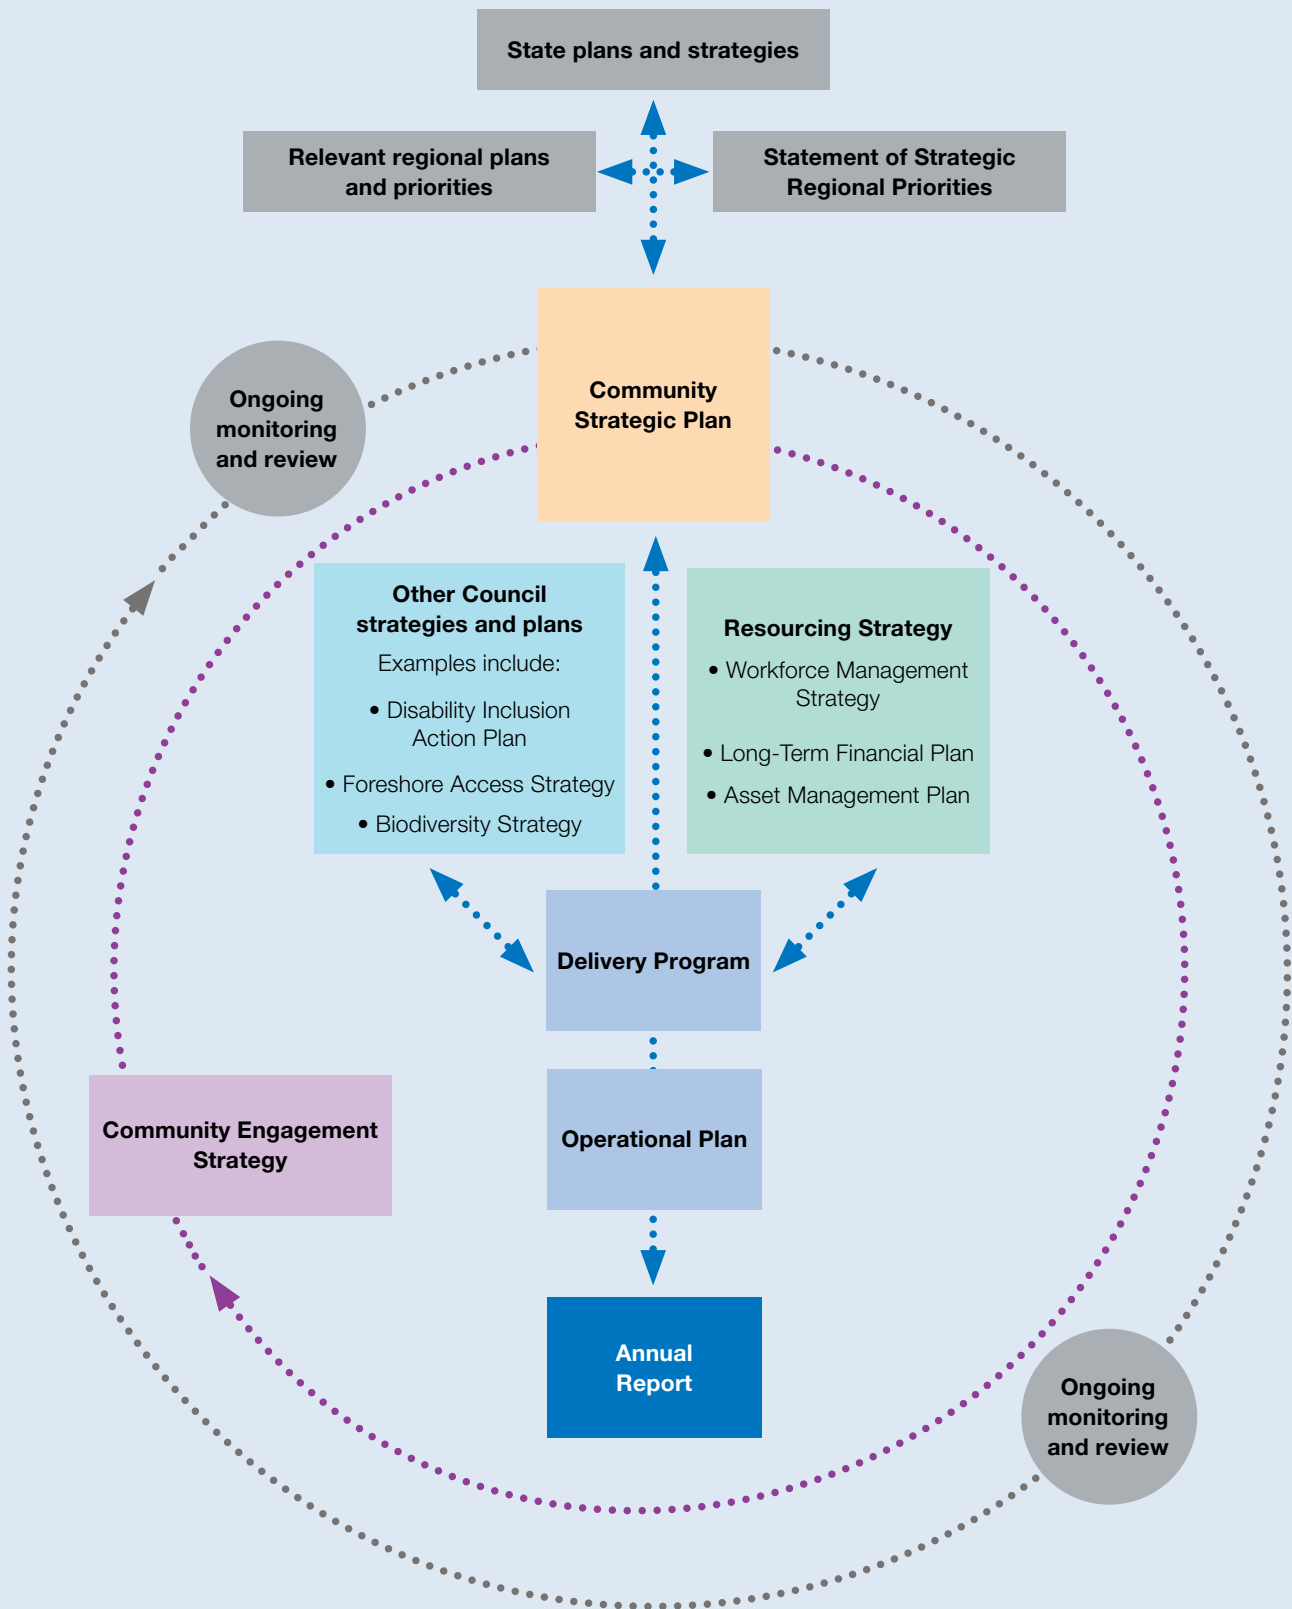 State plans and strategies
Relevant regional plans
and priorities
Statement of Strategic
Regional Priorities
Community
Strategic Plan
Ongoing
monitoring
and review
Other Council
strategies and plans
Examples include:
• Disability Inclusion
Action Plan
• Foreshore Access Strategy
• Biodiversity Strategy
Resourcing Strategy
• Workforce Management
Strategy
• Long-Term Financial Plan
• Asset Management Plan
Delivery Program
Community Engagement
Strategy
Operational Plan
Annual
Report
Ongoing
monitoring
and review